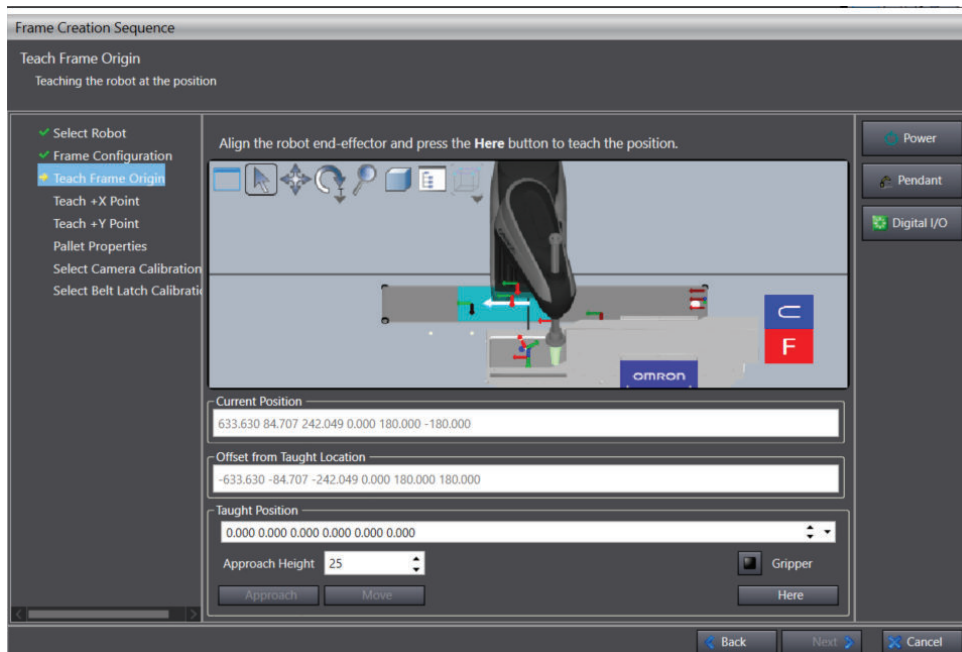 Frame Creation Sequence
Teach Frame Origin
Teaching the robot at the position
Select Robot
Frame Configuration
Teach Frame Origin
Teach +X Point
Teach +Y Point
Pallet Properties
Select Camera Calibration
Select Belt Latch Calibrati
Align the robot end-effector and press the Here button to teach the position.
F
OMRON
Current Position
633.630 84.707 242.049 0.000 180.000 -180.000
Offset from Taught Location
-633.630 -84.707 -242.049 0.000 180.000 180.000
Taught Position
0.000 0.000 0.000 0.000 0.000 0.000
Approach Height 25
Gripper
Approach Move Here
Power
Pendant
Digital I/O
Back Next Cancel